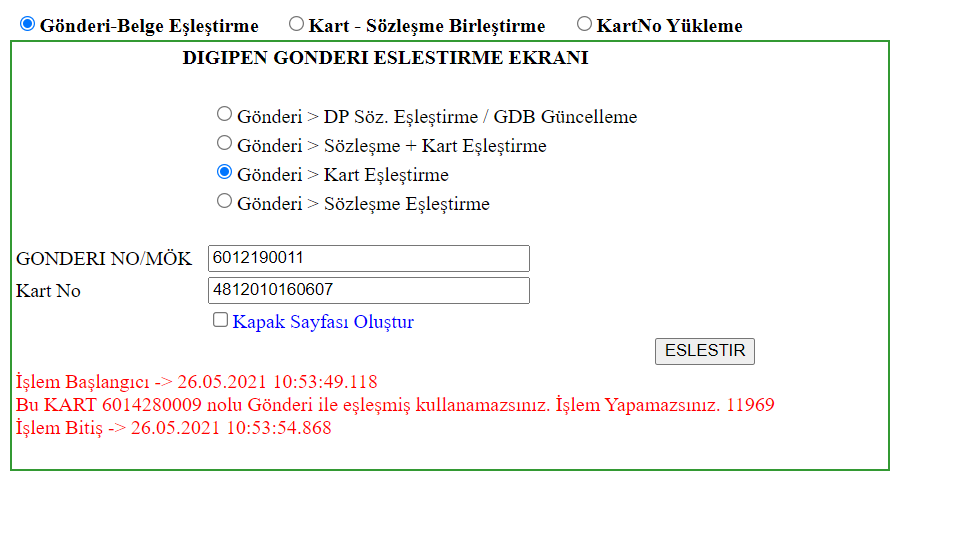 Gönderi-Belge Eşleştirme Kart - Sözleşme Birleştirme KartNo Yükleme
DIGIPEN GONDERI ESLESTIRME EKRANI
Gönderi > DP Söz. Eşleştirme / GDB Güncelleme
Gönderi > Sözleşme + Kart Eşleştirme
Gönderi > Kart Eşleştirme
Gönderi > Sözleşme Eşleştirme
GONDERI NO/MÖK 6012190011
Kart No 4812010160607
Kapak Sayfası Oluştur
ESLESTIR
İşlem Başlangıcı -> 26.05.2021 10:53:49.118
Bu KART 6014280009 nolu Gönderi ile eşleşmiş kullanamazsınız. İşlem Yapamazsınız. 11969
İşlem Bitiş -> 26.05.2021 10:53:54.868